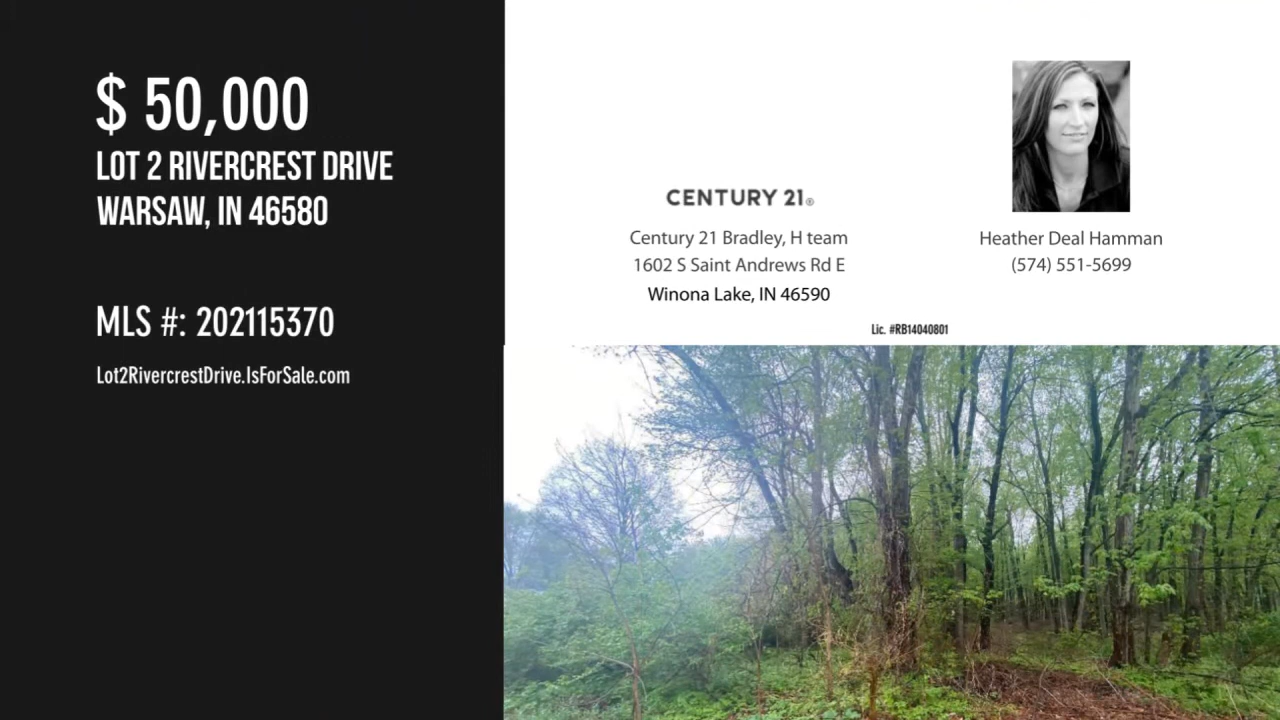 $ 50,000
LOT 2 RIVERCREST DRIVE
WARSAW, IN 46580
MLS #: 202115370
Lot2RivercrestDrive.IsForSale.com
CENTURY 21®
Century 21 Bradley, H team
1602 S Saint Andrews Rd E
Winona Lake, IN 46590
Heather Deal Hamman
(574) 551-5699
Lic. #RB14040801